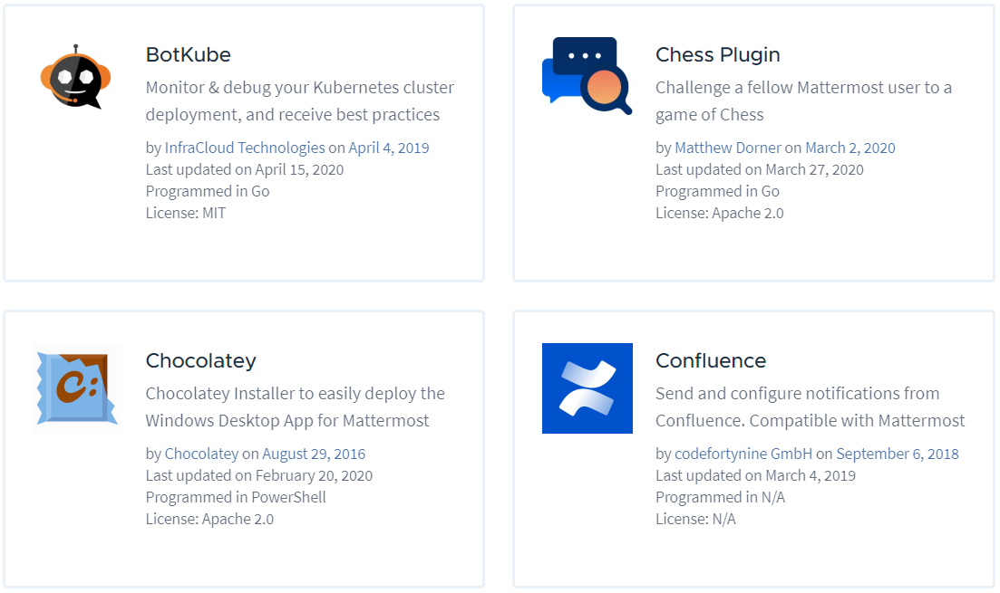 BotKube
Monitor & debug your Kubernetes cluster
deployment, and receive best practices
by InfraCloud Technologies on April 4, 2019
Last updated on April 15, 2020
Programmed in Go
License: MIT
Chess Plugin
Challenge a fellow Mattermost user to a
game of Chess
by Matthew Dorner on March 2, 2020
Last updated on March 27, 2020
Programmed in Go
License: Apache 2.0
C:
Chocolatey
Chocolatey Installer to easily deploy the
Windows Desktop App for Mattermost
by Chocolatey on August 29, 2016
Last updated on February 20, 2020
Programmed in PowerShell
License: Apache 2.0
Confluence
Send and configure notifications from
Confluence. Compatible with Mattermost
by codefortynine GmbH on September 6, 2018
Last updated on March 4, 2019
Programmed in N/A
License: N/A